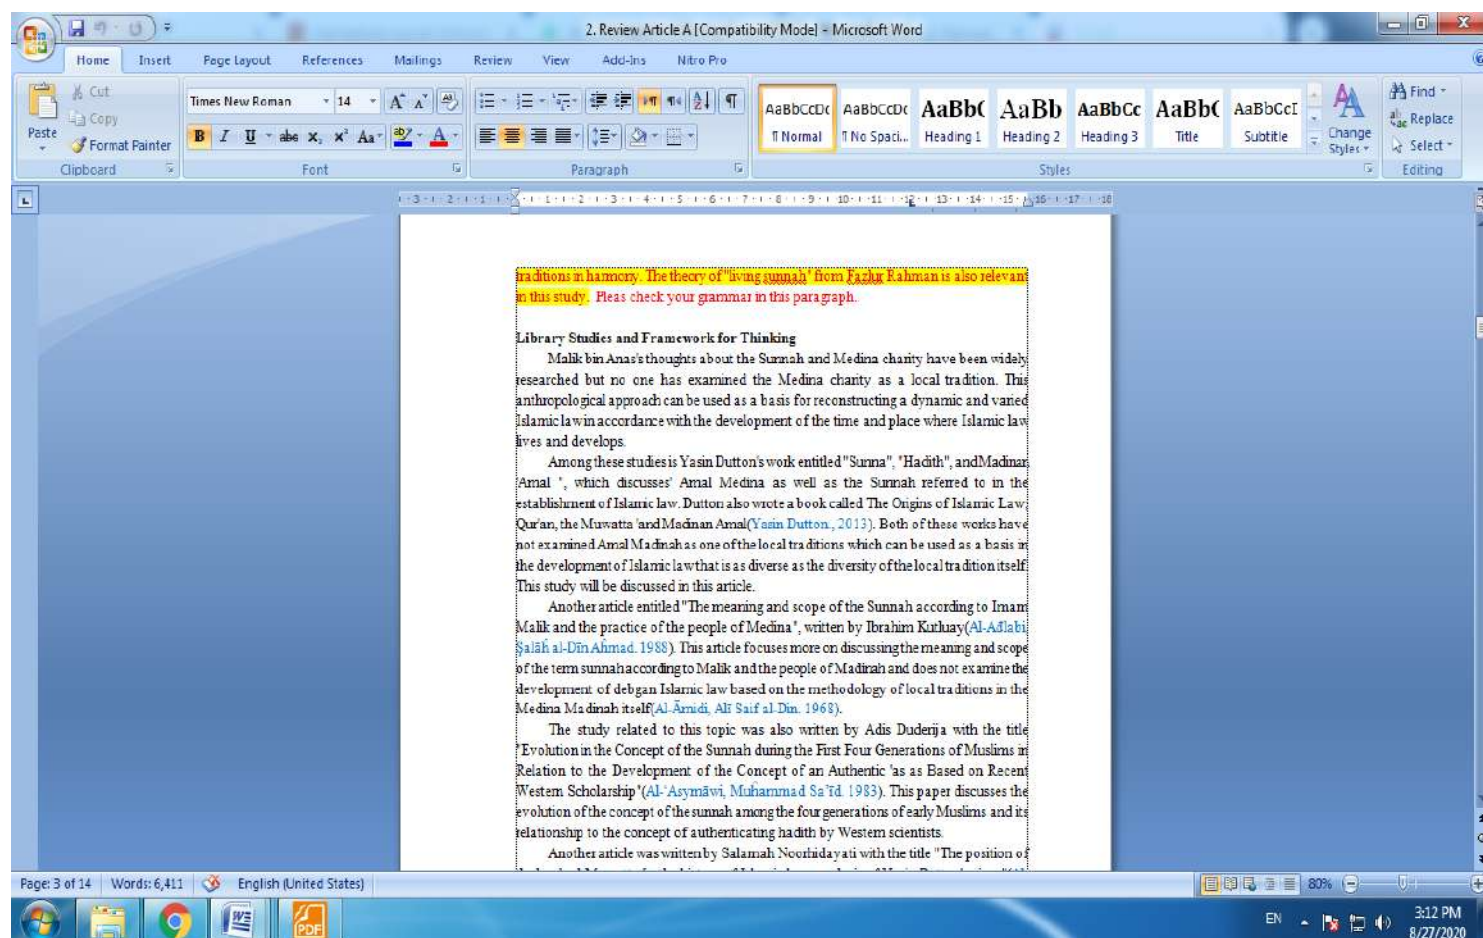 2. Review Article A [Compatibility Mode] - Microsoft Word
Home Insert Page Layout References Mailings Review View Add-Ins Nitro Pro
Cut
Copy
Paste
Format Painter
Clipboard
Times New Roman 14
Font
Paragraph
AaBbCcDc AaBbCcDc AaBbC AaBb AaBbCc AaBbC AaBbCcI
¶ Normal ¶ No Spaci... Heading 1 Heading 2 Heading 3 Title Subtitle
Change Styles
Styles
Find
Replace
Select
Editing
traditions in harmony. The theory of "living sunnah" from Fazlur Rahman is also relevant
in this study. Pleas check your grammar in this paragraph.
Library Studies and Framework for Thinking
Malik bin Anas's thoughts about the Sunnah and Medina charity have been widely
researched but no one has examined the Medina charity as a local tradition. This
anthropological approach can be used as a basis for reconstructing a dynamic and varied
Islamic law in accordance with the development of the time and place where Islamic law
lives and develops.
Among these studies is Yasin Dutton's work entitled "Sunna", "Hadith", and Madinan
'Amal ", which discusses' Amal Medina as well as the Sunnah referred to in the
establishment of Islamic law. Dutton also wrote a book called The Origins of Islamic Law;
Qur'an, the Muwatta 'and Madinan Amal(Yasin Dutton., 2013). Both of these works have
not examined Amal Madinah as one of the local traditions which can be used as a basis in
the development of Islamic law that is as diverse as the diversity of the local tradition itself.
This study will be discussed in this article.
Another article entitled "The meaning and scope of the Sunnah according to Imam
Malik and the practice of the people of Medina", written by Ibrahim Kutluay(Al-Adlabi,
Ṣalāḥ al-Dīn Aḥmad. 1988). This article focuses more on discussing the meaning and scope
of the term sunnah according to Malik and the people of Madinah and does not examine the
development of debgan Islamic law based on the methodology of local traditions in the
Medina Madinah itself(Al-Āmidi, Alī Saif al-Din. 1968).
The study related to this topic was also written by Adis Duderija with the title
"Evolution in the Concept of the Sunnah during the First Four Generations of Muslims in
Relation to the Development of the Concept of an Authentic 'as as Based on Recent
Western Scholarship"(Al-'Asymāwi, Muḥammad Sa'īd. 1983). This paper discusses the
evolution of the concept of the sunnah among the four generations of early Muslims and its
relationship to the concept of authenticating hadith by Western scientists.
Another article was written by Salamah Noorhidayati with the title "The position of
Page: 3 of 14 Words: 6,411 English (United States) 80%
EN 3:12 PM
8/27/2020